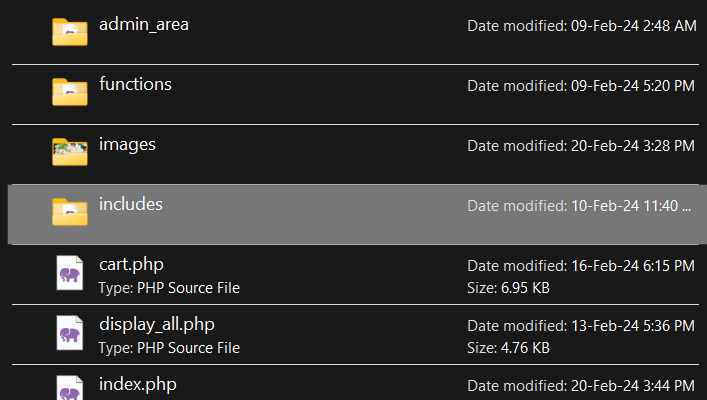 admin_area Date modified: 09-Feb-24 2:48 AM
functions Date modified: 09-Feb-24 5:20 PM
images Date modified: 20-Feb-24 3:28 PM
includes Date modified: 10-Feb-24 11:40 ...
cart.php Date modified: 16-Feb-24 6:15 PM
Type: PHP Source File Size: 6.95 KB
display_all.php Date modified: 13-Feb-24 5:36 PM
Type: PHP Source File Size: 4.76 KB
index.php Date modified: 20-Feb-24 3:44 PM